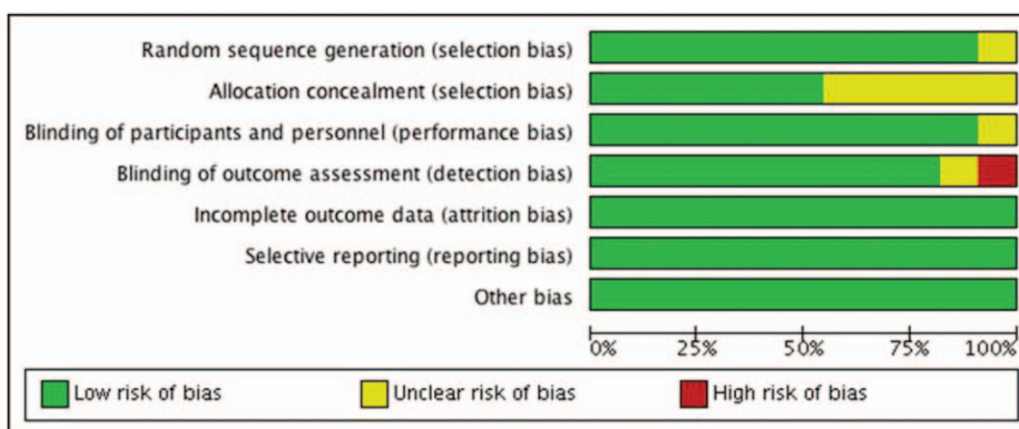 Random sequence generation (selection bias)
Allocation concealment (selection bias)
Blinding of participants and personnel (performance bias)
Blinding of outcome assessment (detection bias)
Incomplete outcome data (attrition bias)
Selective reporting (reporting bias)
Other bias
0% 25% 50% 75% 100%
Low risk of bias Unclear risk of bias High risk of bias